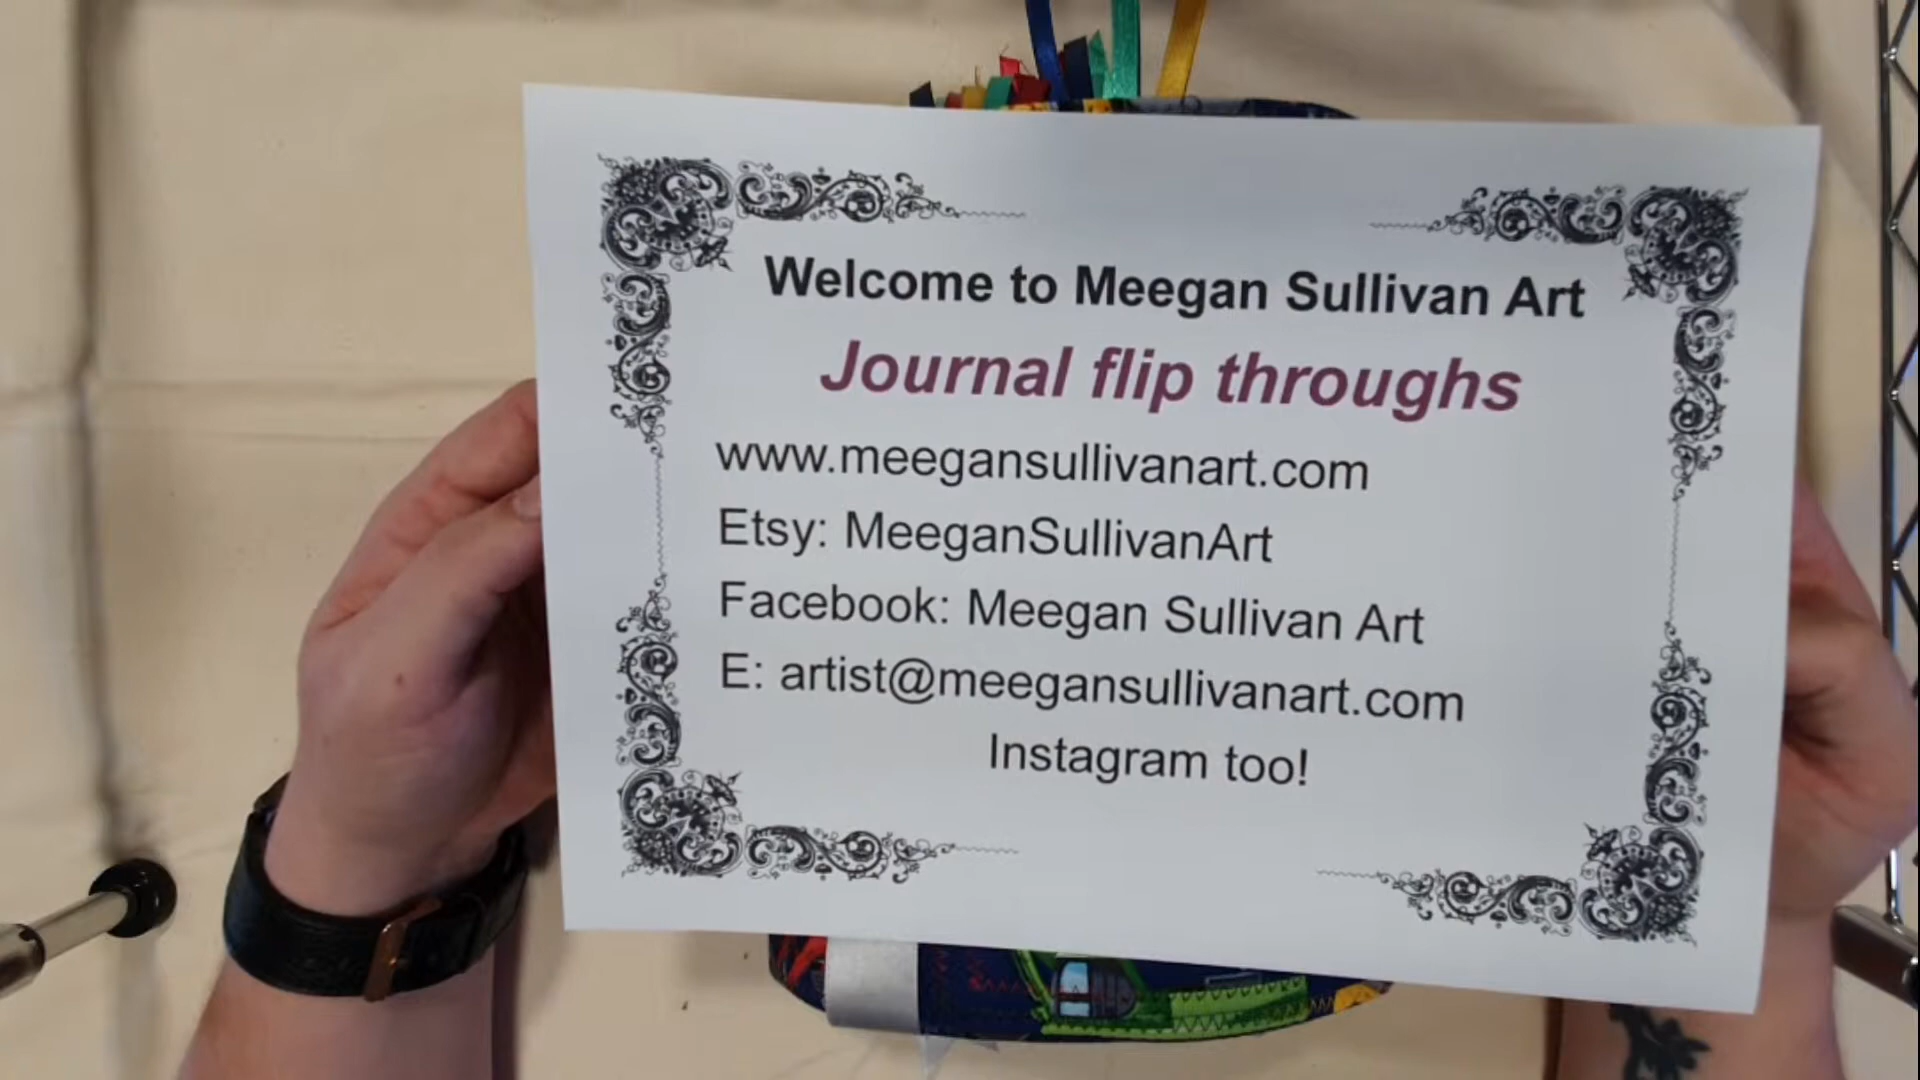 Welcome to Meegan Sullivan Art
Journal flip throughs
www.meegansullivanart.com
Etsy: MeeganSullivanArt
Facebook: Meegan Sullivan Art
E: artist@meegansullivanart.com
Instagram too!